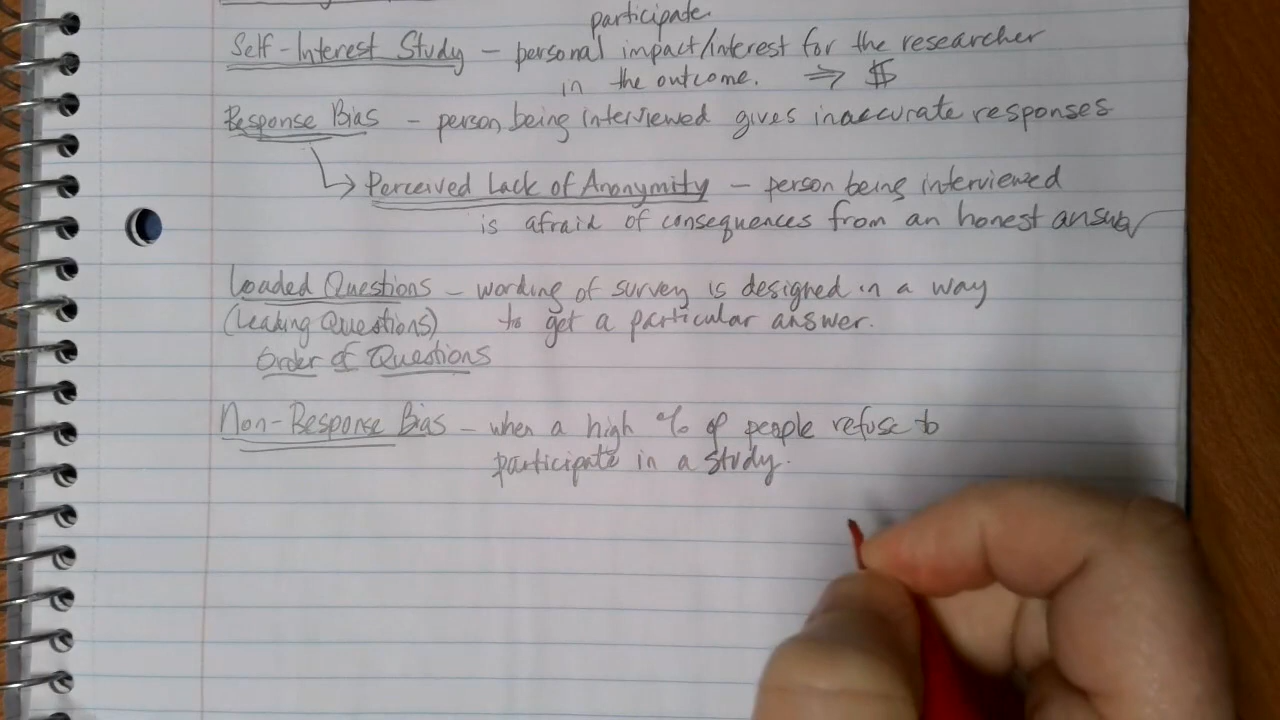 participate.
Self-Interest Study – personal impact/interest for the researcher
in the outcome. ⇒ $
Response Bias – person being interviewed gives inaccurate responses
↳ Perceived Lack of Anonymity – person being interviewed
is afraid of consequences from an honest answer
Loaded Questions – wording of survey is designed in a way
(Leading Questions) to get a particular answer.
Order of Questions
Non-Response Bias – when a high % of people refuse to
participate in a study.